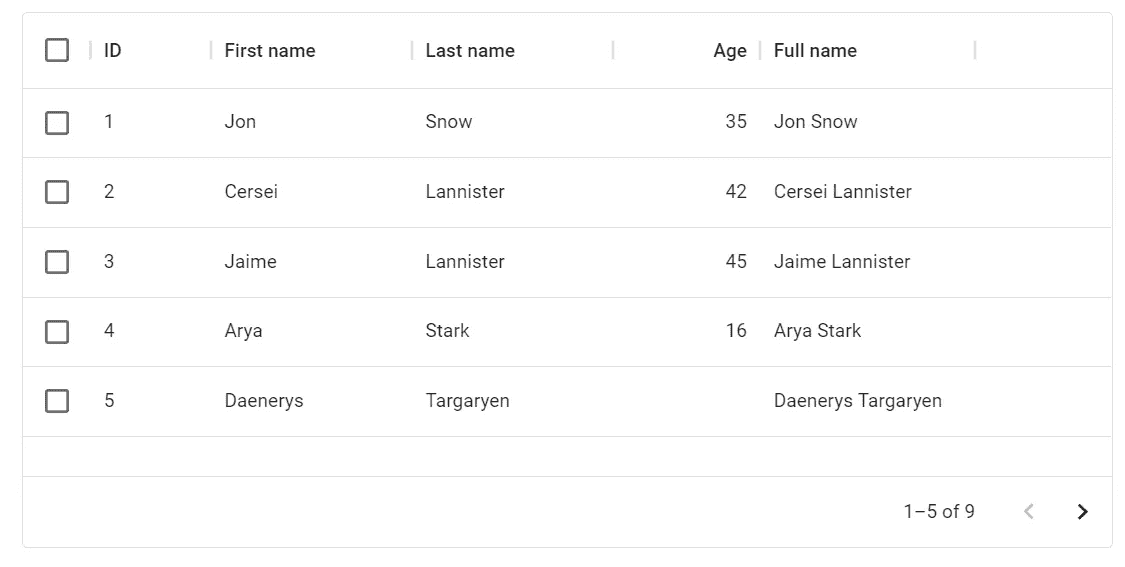 ID First name Last name Age Full name
1 Jon Snow 35 Jon Snow
2 Cersei Lannister 42 Cersei Lannister
3 Jaime Lannister 45 Jaime Lannister
4 Arya Stark 16 Arya Stark
5 Daenerys Targaryen Daenerys Targaryen
1–5 of 9